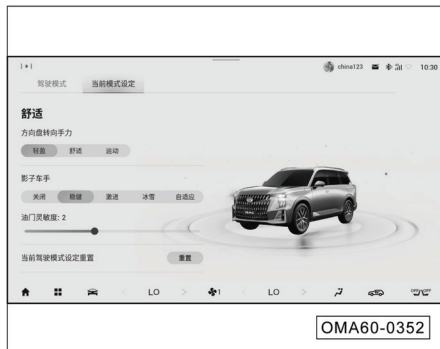 china123 10:30
驾驶模式 当前模式设定
舒适
方向盘转向手力
轻盈 舒适 运动
影子车手
关闭 稳健 激进 冰雪 自适应
油门灵敏度: 2
当前驾驶模式设定重置 重置
LO 1 LO OFF OFF
OMA60-0352